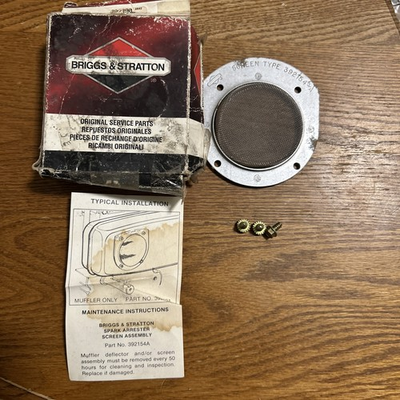 BRIGGS & STRATTON
ORIGINAL SERVICE PARTS
REPUESTOS ORIGINALES
PIÈCES DE RECHANGE D'ORIGINE
RICAMBI ORIGINALI
SCREEN TYPE
TYPICAL INSTALLATION
MUFFLER ONLY
PART NO.
MAINTENANCE INSTRUCTIONS
BRIGGS & STRATTON
SPARK ARRESTER
SCREEN ASSEMBLY
Part No. 392154A
Muffler deflector and/or screen
assembly must be removed every 50
hours for cleaning and inspection.
Replace if damaged.